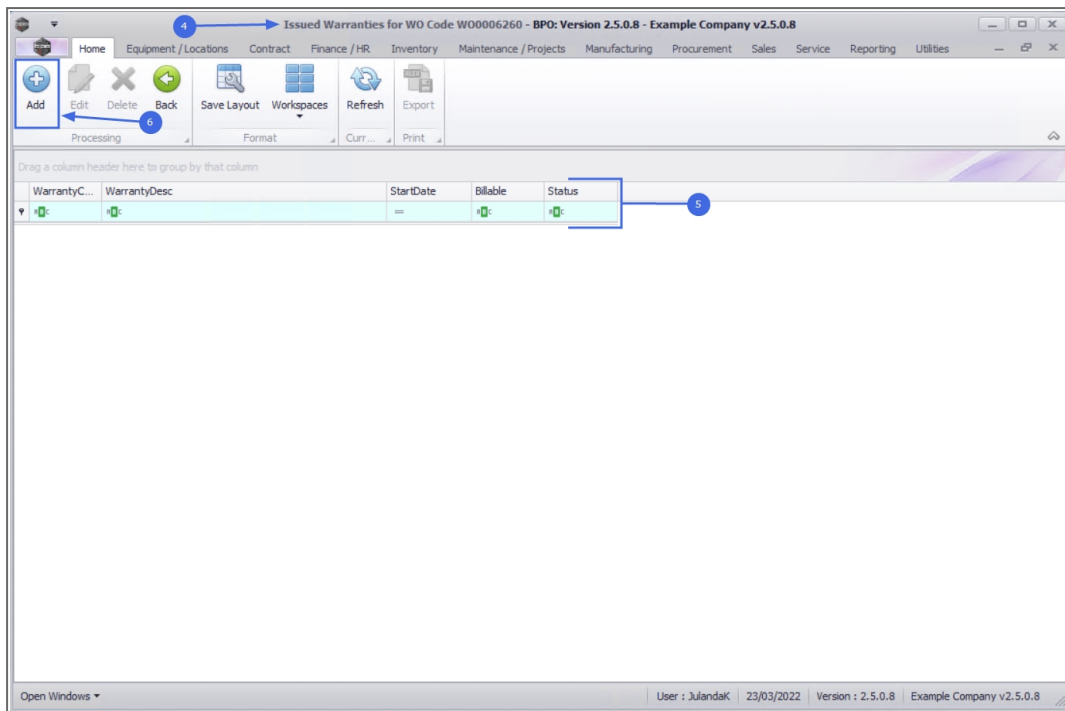 4
Issued Warranties for WO Code WO0006260 - BPO: Version 2.5.0.8 - Example Company v2.5.0.8
Home Equipment / Locations Contract Finance / HR Inventory Maintenance / Projects Manufacturing Procurement Sales Service Reporting Utilities
Add Edit Delete Back Save Layout Workspaces Refresh Export
6
Processing Format Curr... Print
Drag a column header here to group by that column
WarrantyC... WarrantyDesc StartDate Billable Status
5
Open Windows User : JulandaK 23/03/2022 Version : 2.5.0.8 Example Company v2.5.0.8